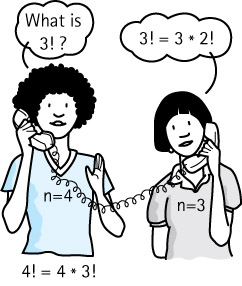 What is
3! ?
3! = 3 * 2!
n=4
n=3
4! = 4 * 3!